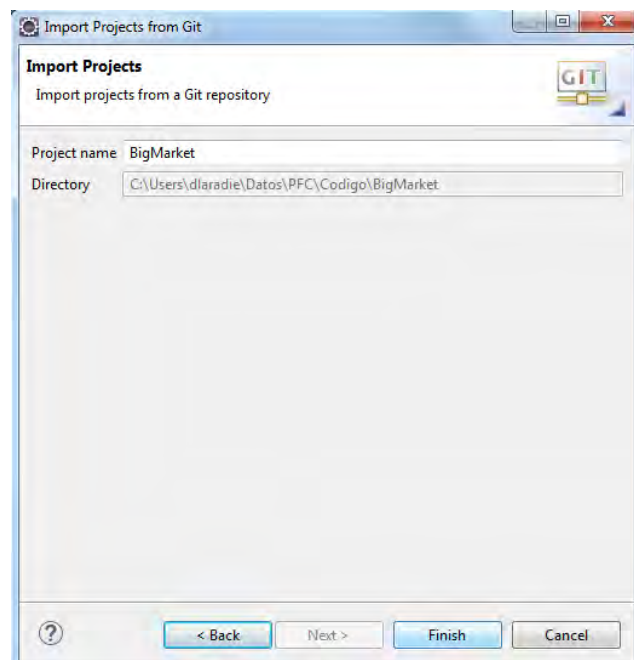 Import Projects from Git
Import Projects
Import projects from a Git repository
GIT
Project name BigMarket
Directory C:\Users\dlaradie\Datos\PFC\Codigo\BigMarket
? < Back Next > Finish Cancel